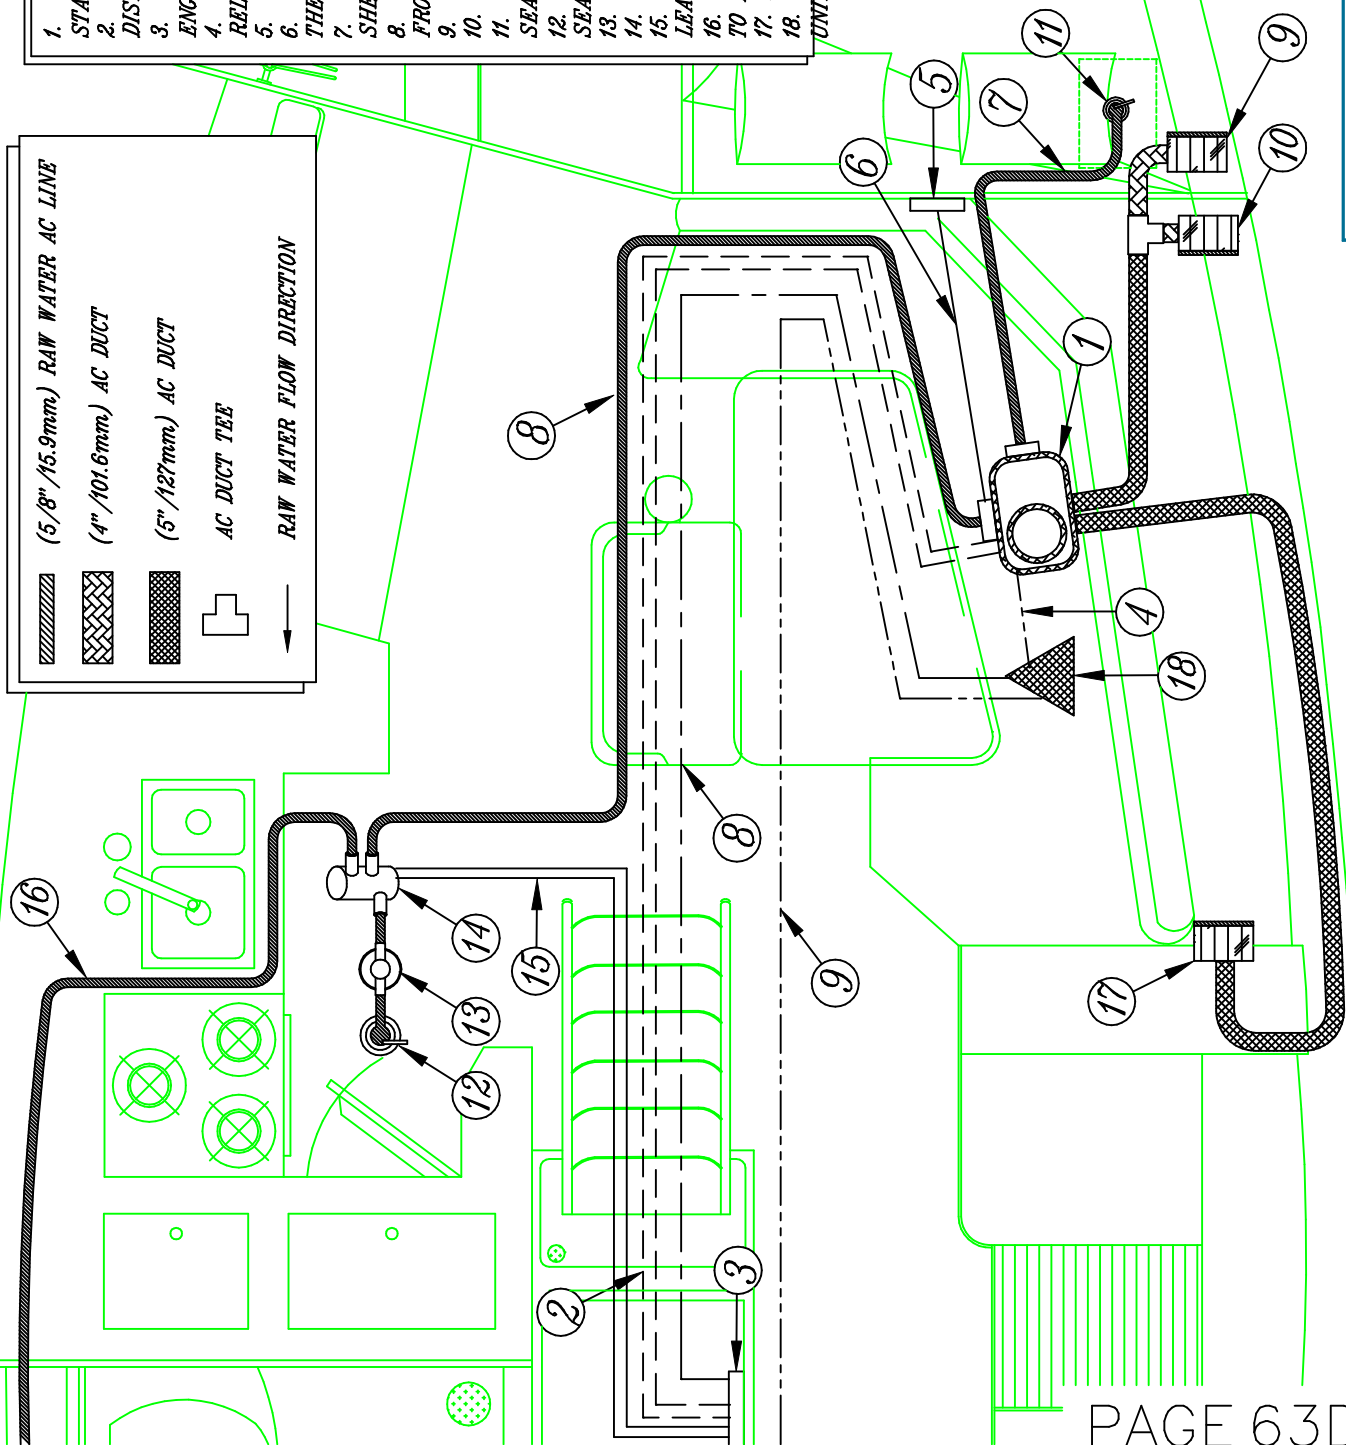 1.
STA
2.
DIS
3.
ENG
4.
REL
5.
6.
THE
7.
SHE
8.
FRO
9.
10.
11.
SEA
12.
SEA
13.
14.
15.
LEA
16.
TO
17.
18.
UNI
(5/8"/15.9mm) RAW WATER AC LINE
(4"/101.6mm) AC DUCT
(5"/127mm) AC DUCT
AC DUCT TEE
RAW WATER FLOW DIRECTION
11
9
5
7
10
6
1
8
4
18
8
16
14
15
9
17
13
12
3
2
PAGE 63D